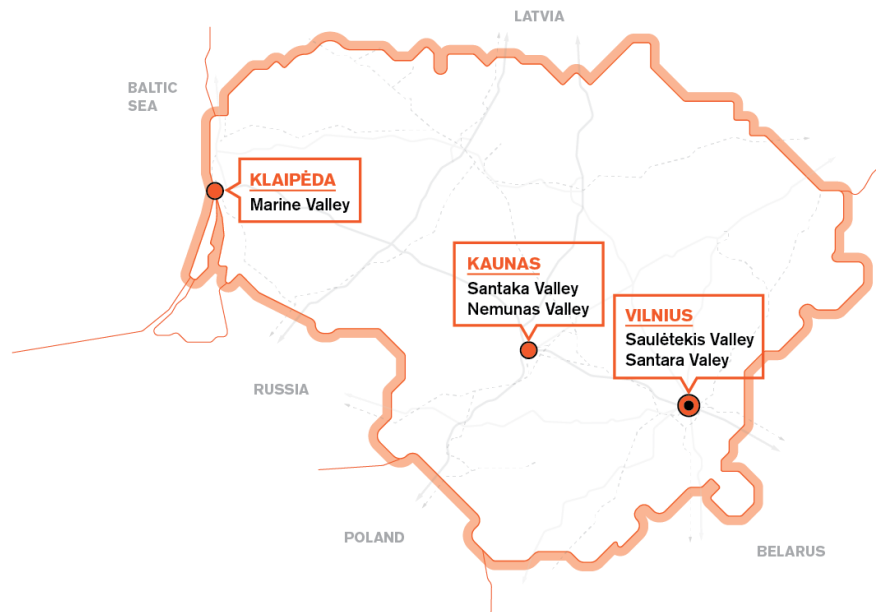 LATVIA
BALTIC
SEA
KLAIPĖDA
Marine Valley
KAUNAS
Santaka Valley
Nemunas Valley
VILNIUS
Saulėtekis Valley
Santara Valey
RUSSIA
POLAND
BELARUS